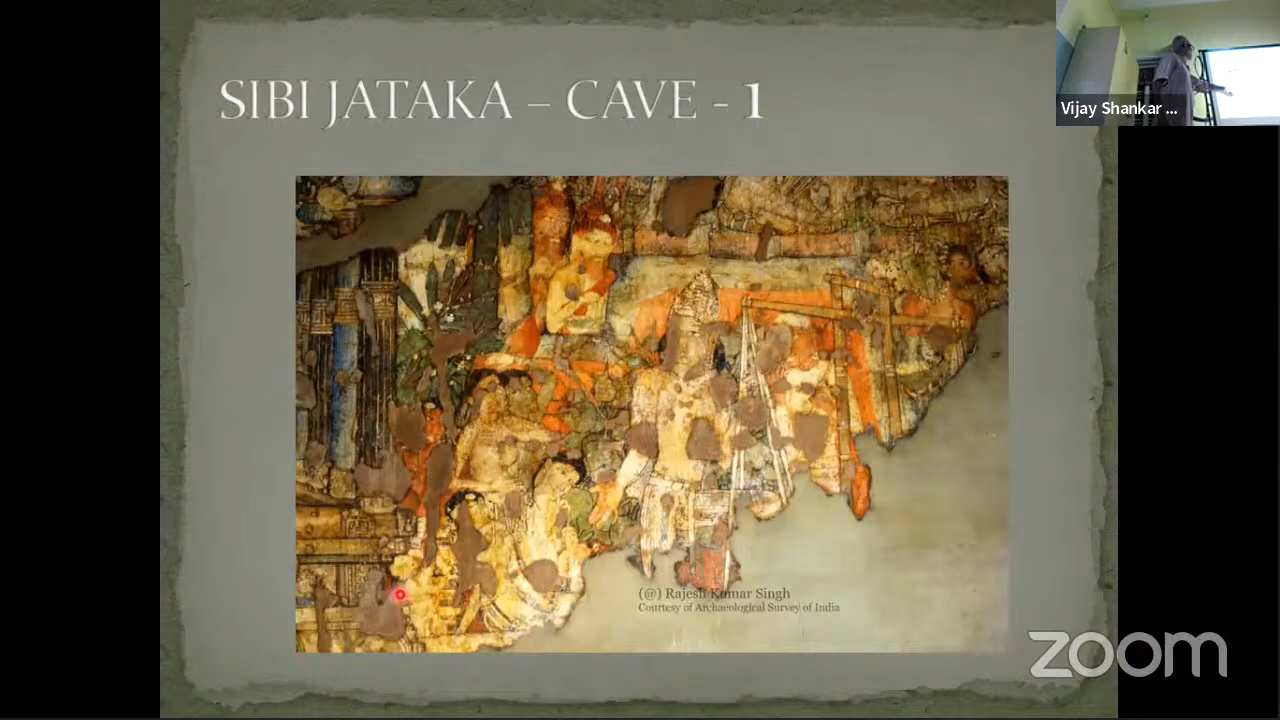 SIBI JATAKA – CAVE - 1
Vijay Shankar ...
(@) Rajesh Kumar Singh
Courtesy of Archaeological Survey of India
zoom